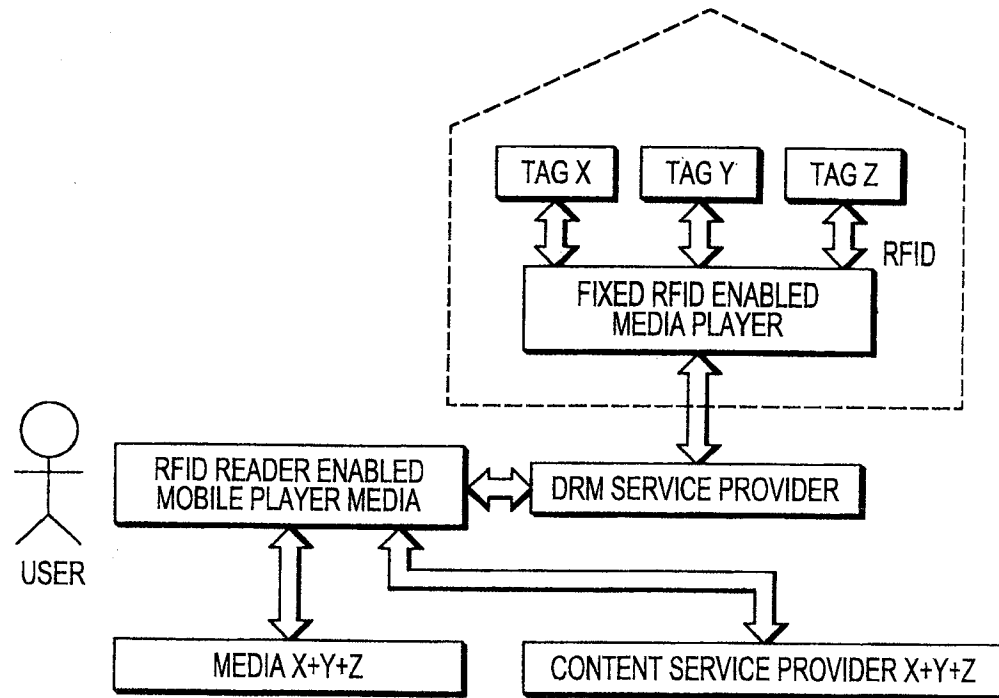 TAG X
TAG Y
TAG Z
RFID
FIXED RFID ENABLED
MEDIA PLAYER
RFID READER ENABLED
MOBILE PLAYER MEDIA
DRM SERVICE PROVIDER
USER
MEDIA X+Y+Z
CONTENT SERVICE PROVIDER X+Y+Z